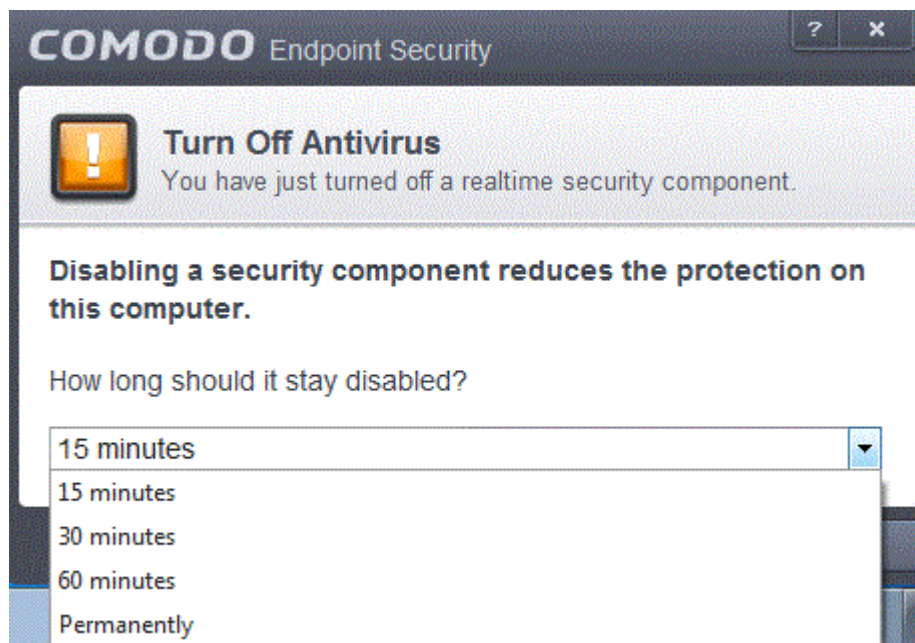 COMODO Endpoint Security
?
Turn Off Antivirus
You have just turned off a realtime security component.
Disabling a security component reduces the protection on
this computer.
How long should it stay disabled?
15 minutes
15 minutes
30 minutes
60 minutes
Permanently